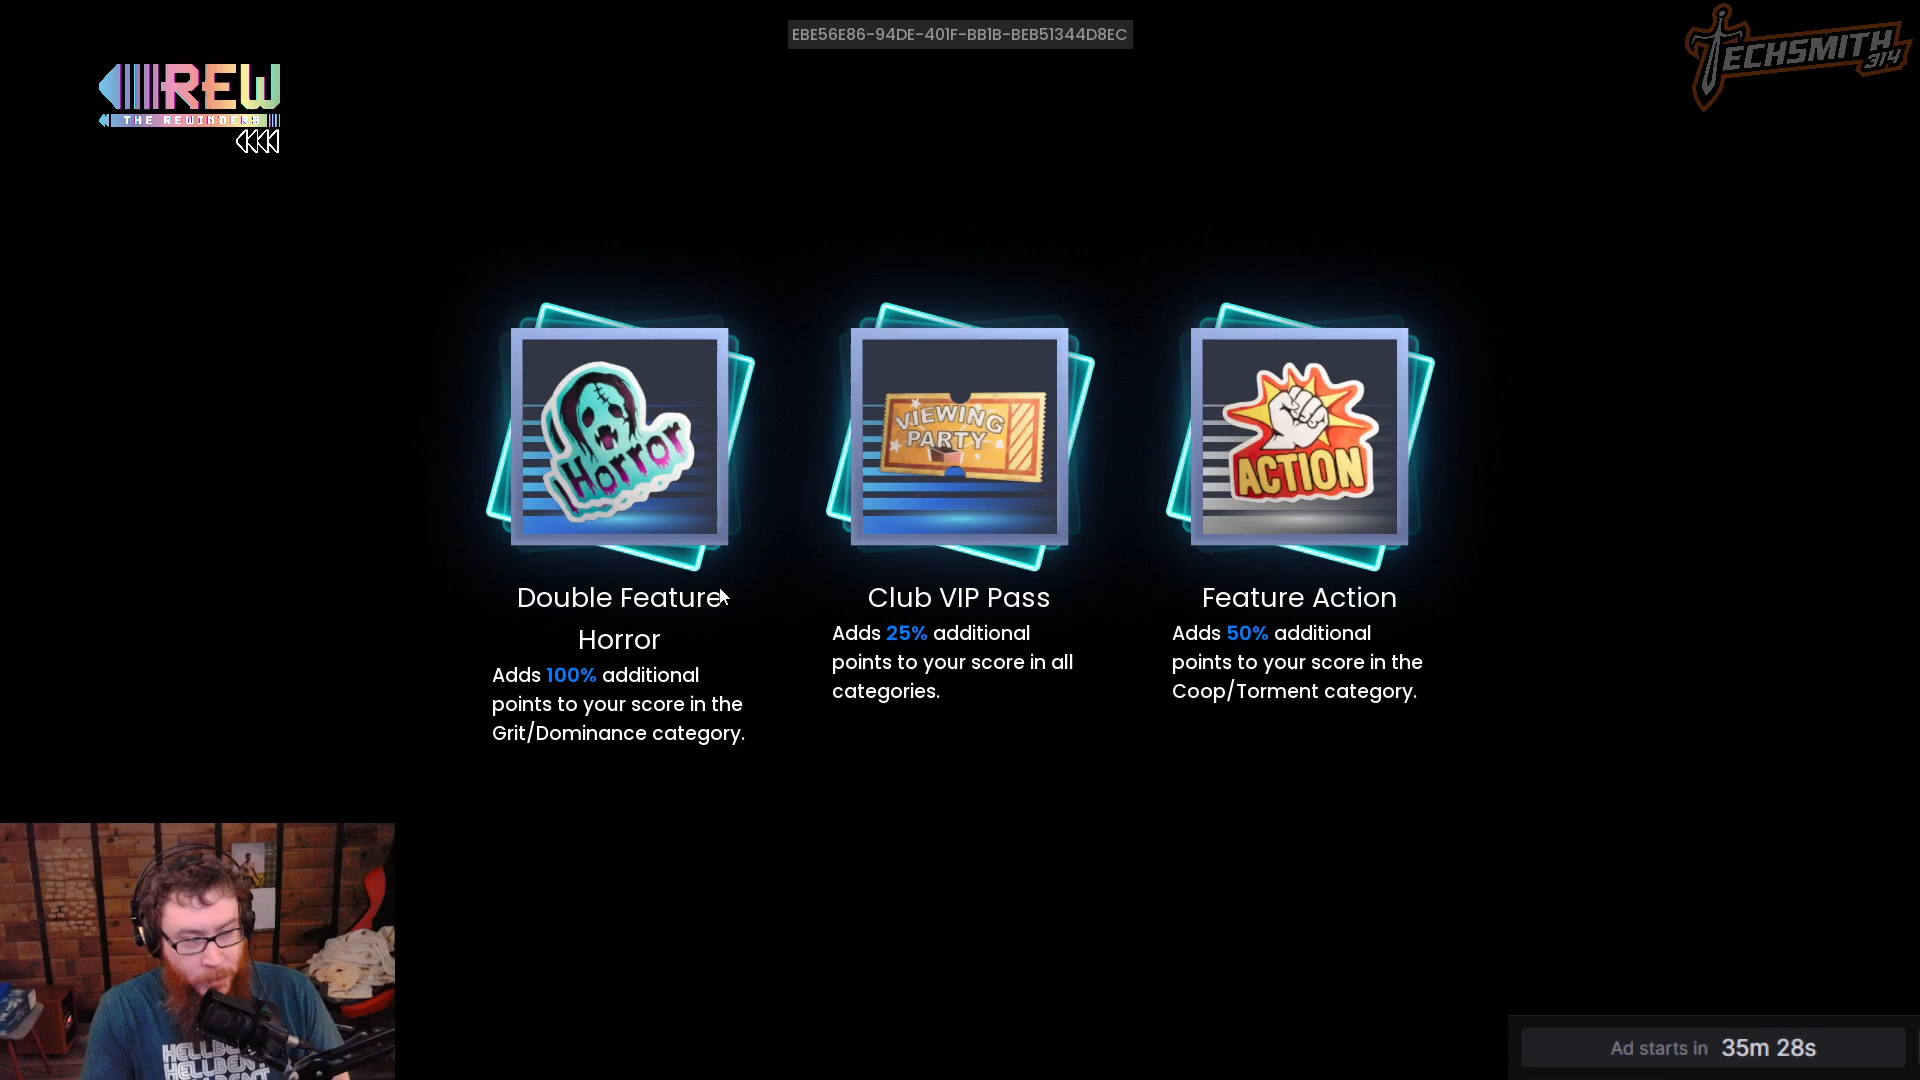 EBE56E86-94DE-401F-BB1B-BEB51344D8EC
TECHSMITH
314
REW
THE REWINDERS
Horror
VIEWING
PARTY
ACTION
Double Feature
Horror
Adds 100% additional
points to your score in the
Grit/Dominance category.
Club VIP Pass
Adds 25% additional
points to your score in all
categories.
Feature Action
Adds 50% additional
points to your score in the
Coop/Torment category.
HELLBENT
HELLBENT
Ad starts in 35m 28s